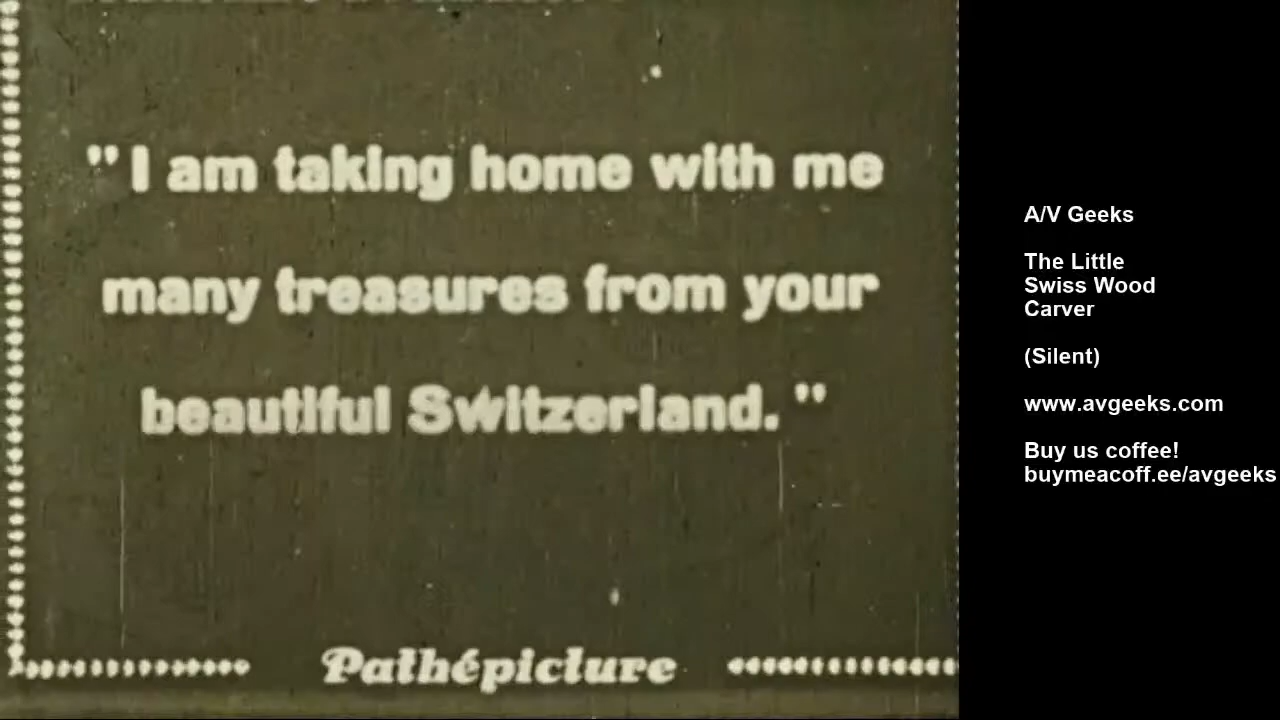 "I am taking home with me
many treasures from your
beautiful Switzerland."
Pathépicture
A/V Geeks
The Little
Swiss Wood
Carver
(Silent)
www.avgeeks.com
Buy us coffee!
buymeacoff.ee/avgeeks